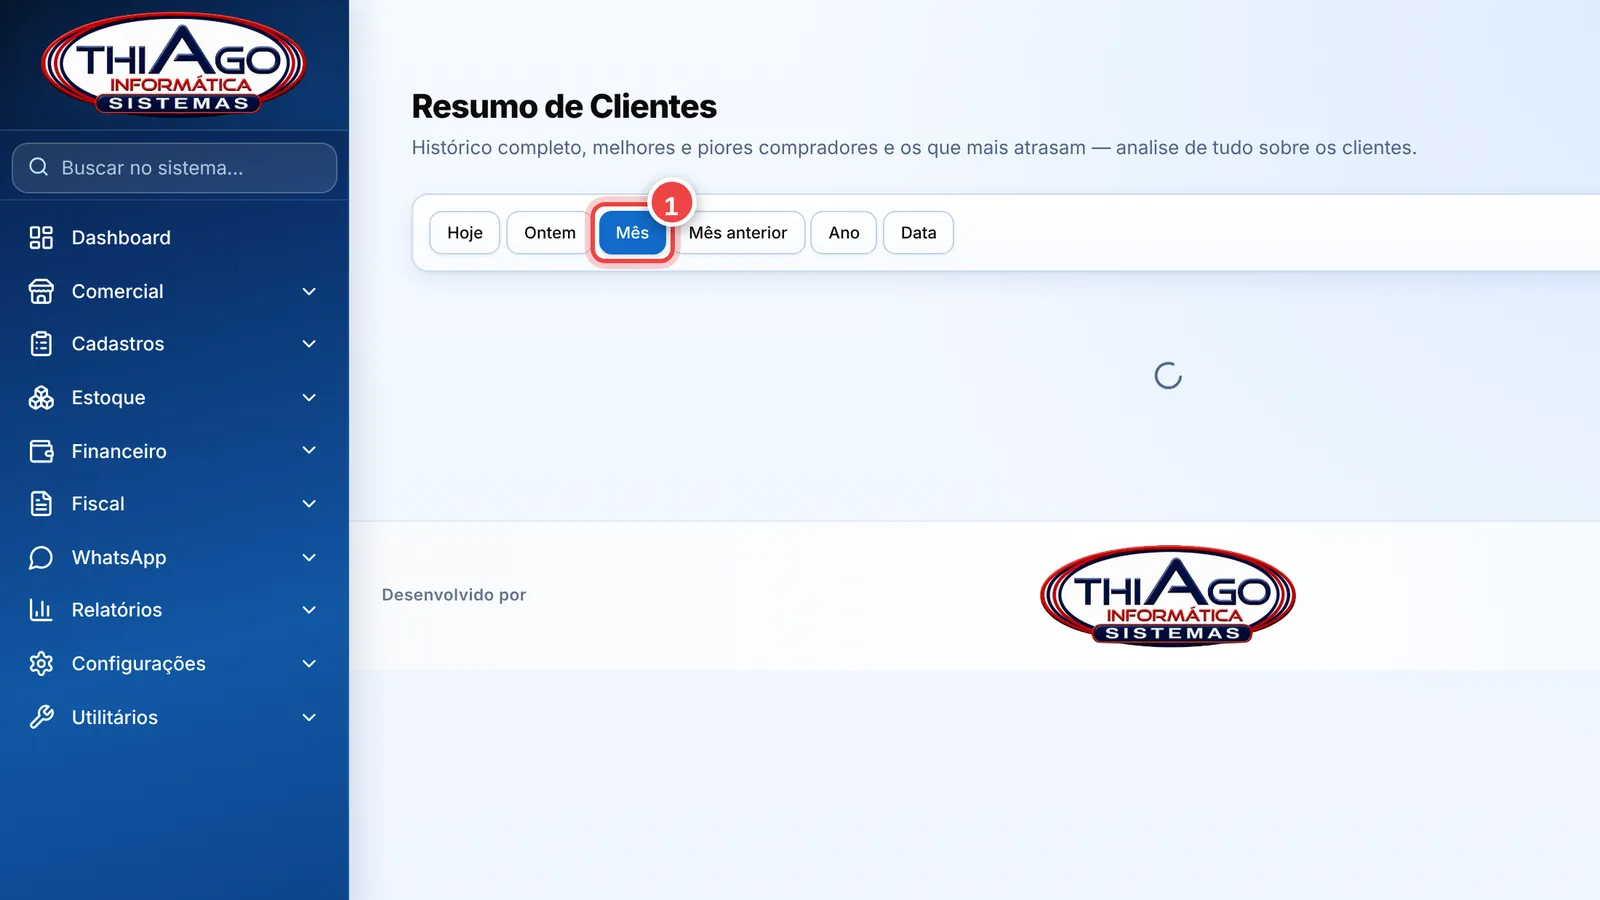 THIAGO
INFORMÁTICA
SISTEMAS
Buscar no sistema...
Dashboard
Comercial
Cadastros
Estoque
Financeiro
Fiscal
WhatsApp
Relatórios
Configurações
Utilitários
Resumo de Clientes
Histórico completo, melhores e piores compradores e os que mais atrasam — analise de tudo sobre os clientes.
Hoje
Ontem
Mês
1
Mês anterior
Ano
Data
Desenvolvido por
THIAGO
INFORMÁTICA
SISTEMAS